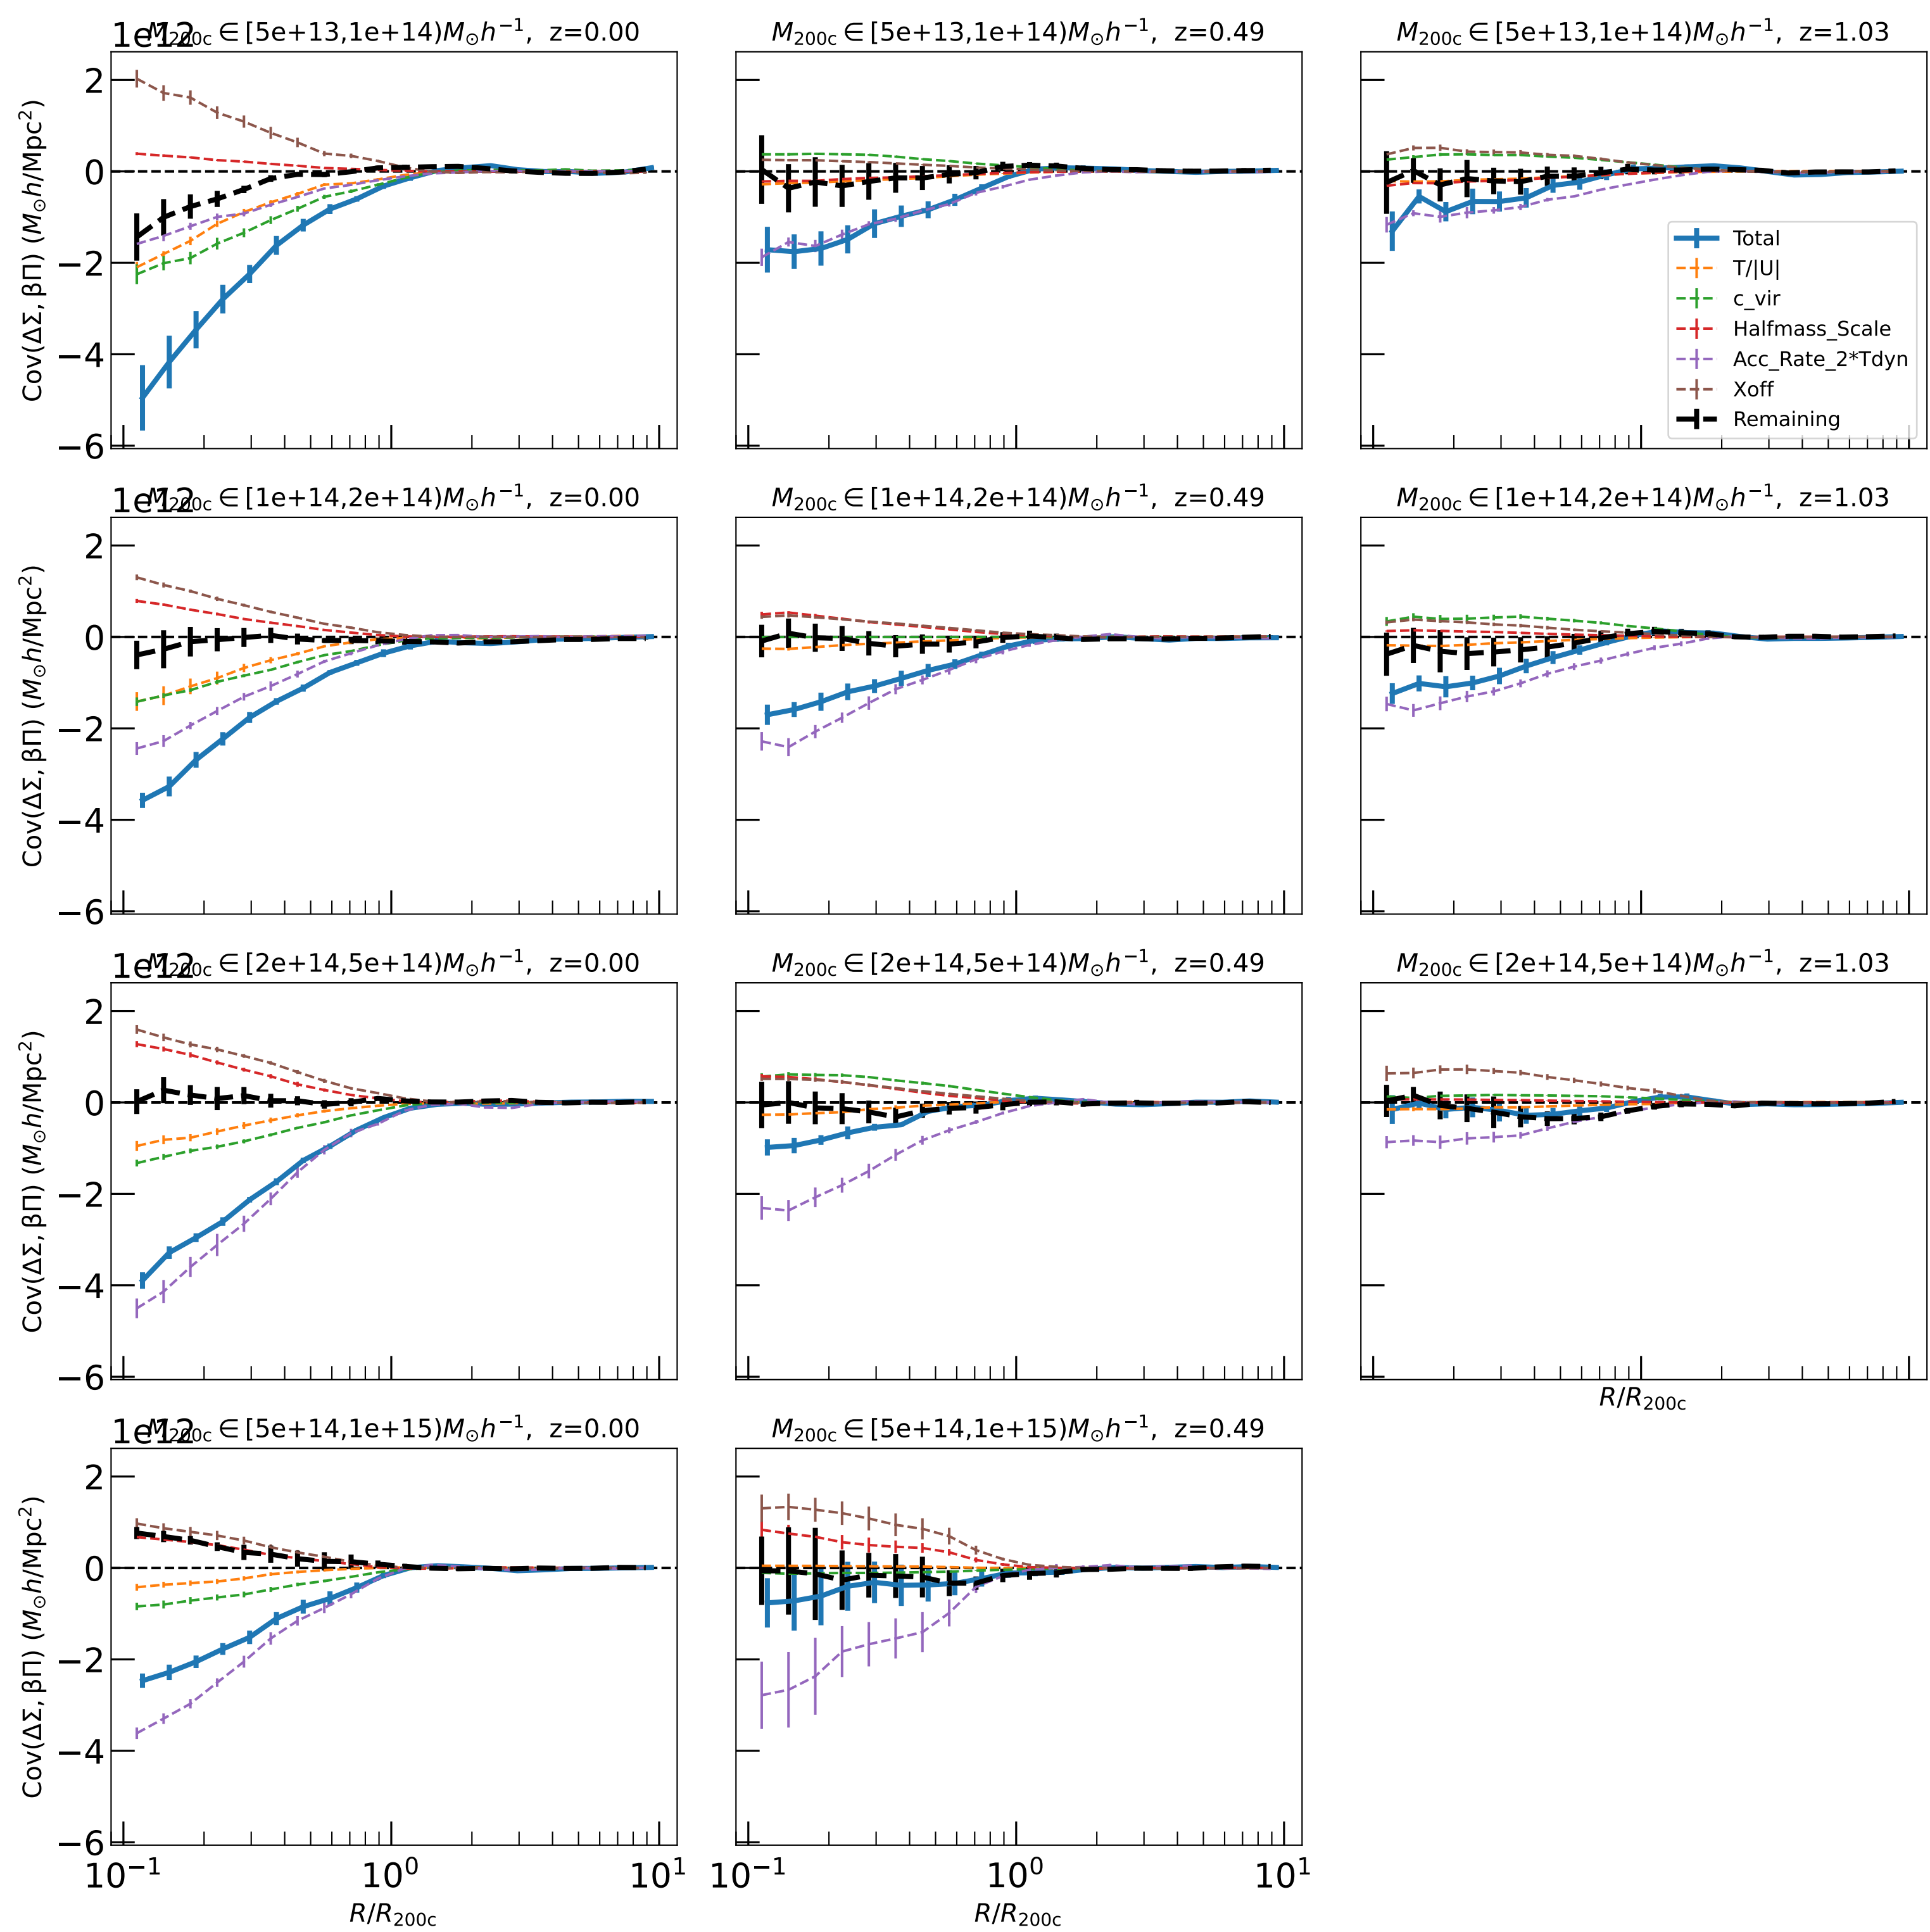 1e12
M₂₀₀c ∈ [5e+13,1e+14)M⊙h⁻¹, z=0.00
M₂₀₀c ∈ [5e+13,1e+14)M⊙h⁻¹, z=0.49
M₂₀₀c ∈ [5e+13,1e+14)M⊙h⁻¹, z=1.03
Cov(ΔΣ, βΠ) (M⊙h/Mpc²)
2
0
−2
−4
−6
Total
T/|U|
c_vir
Halfmass_Scale
Acc_Rate_2*Tdyn
Xoff
Remaining
1e12
M₂₀₀c ∈ [1e+14,2e+14)M⊙h⁻¹, z=0.00
M₂₀₀c ∈ [1e+14,2e+14)M⊙h⁻¹, z=0.49
M₂₀₀c ∈ [1e+14,2e+14)M⊙h⁻¹, z=1.03
Cov(ΔΣ, βΠ) (M⊙h/Mpc²)
2
0
−2
−4
−6
1e12
M₂₀₀c ∈ [2e+14,5e+14)M⊙h⁻¹, z=0.00
M₂₀₀c ∈ [2e+14,5e+14)M⊙h⁻¹, z=0.49
M₂₀₀c ∈ [2e+14,5e+14)M⊙h⁻¹, z=1.03
Cov(ΔΣ, βΠ) (M⊙h/Mpc²)
2
0
−2
−4
−6
R/R₂₀₀c
1e12
M₂₀₀c ∈ [5e+14,1e+15)M⊙h⁻¹, z=0.00
M₂₀₀c ∈ [5e+14,1e+15)M⊙h⁻¹, z=0.49
Cov(ΔΣ, βΠ) (M⊙h/Mpc²)
2
0
−2
−4
−6
10⁻¹ 10⁰ 10¹
10⁻¹ 10⁰ 10¹
R/R₂₀₀c
R/R₂₀₀c